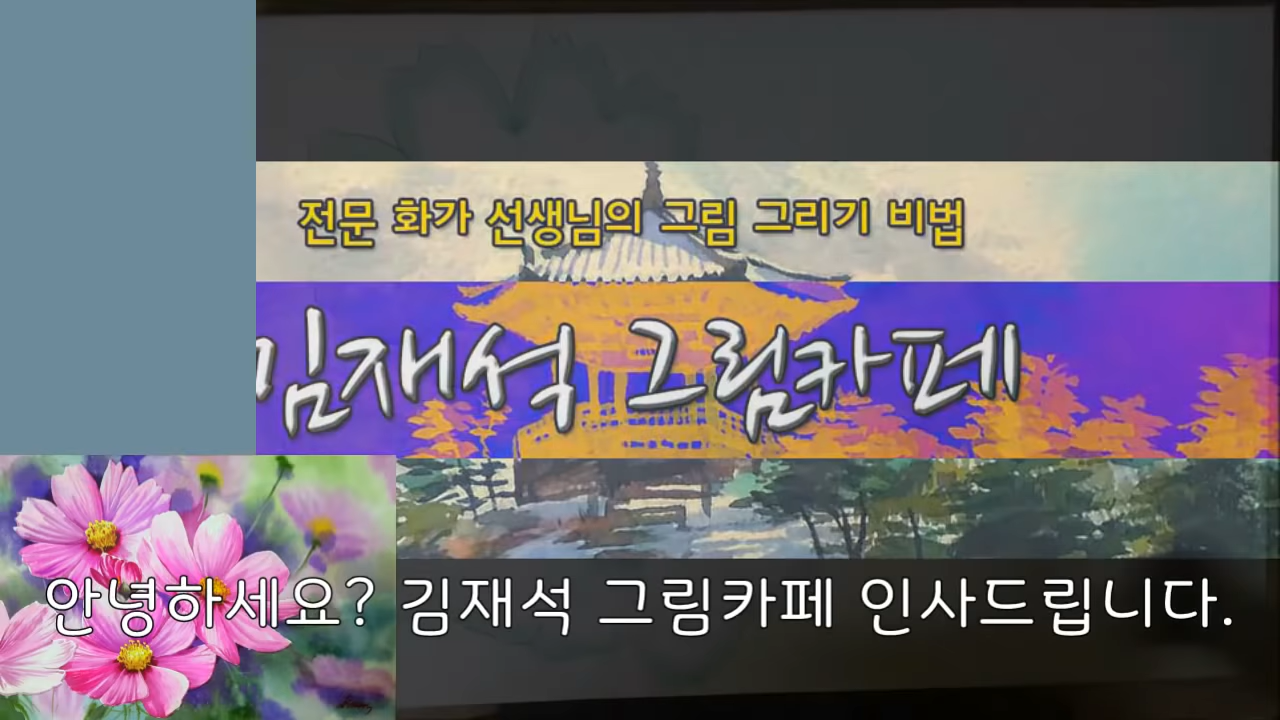 전문 화가 선생님의 그림 그리기 비법
김재석 그림카페
안녕하세요? 김재석 그림카페 인사드립니다.